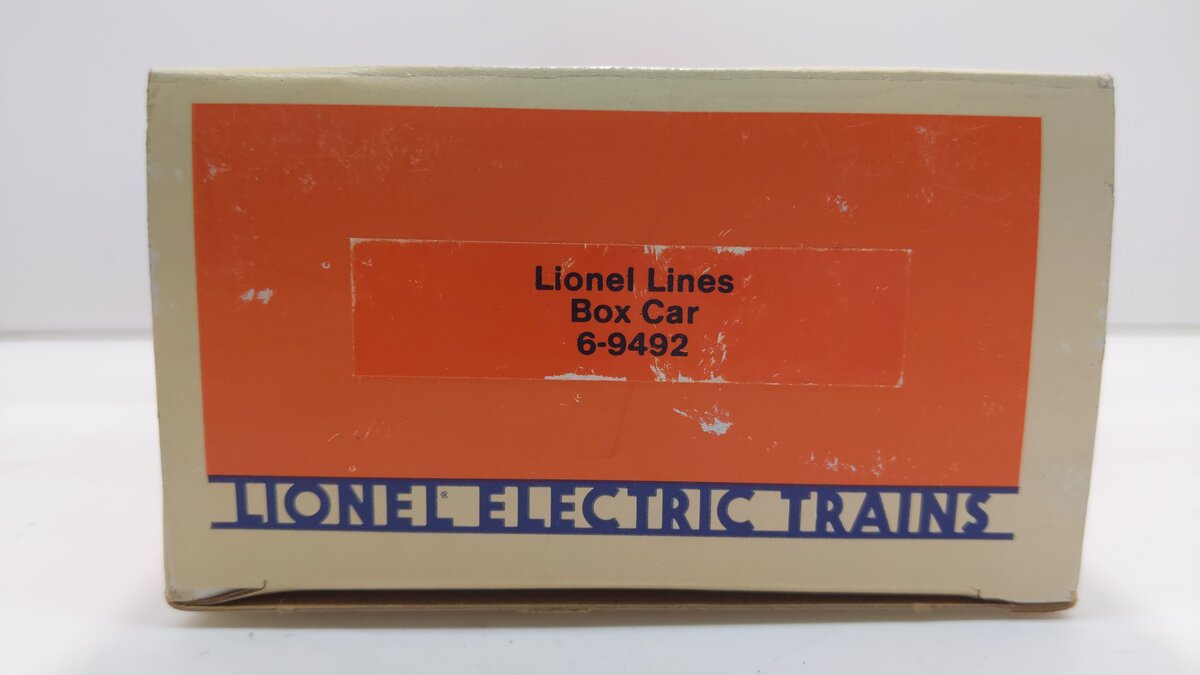 Lionel Lines
Box Car
6-9492
LIONEL® ELECTRIC TRAINS